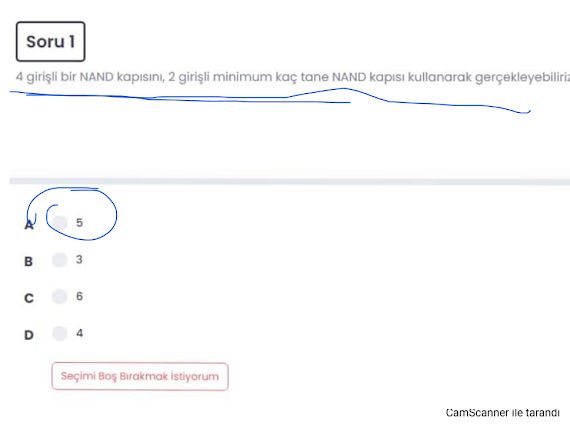 Soru 1
4 girişli bir NAND kapısını, 2 girişli minimum kaç tane NAND kapısı kullanarak gerçekleyebiliriz
A 5
B 3
C 6
D 4
Seçimi Boş Bırakmak İstiyorum
CamScanner ile tarandı